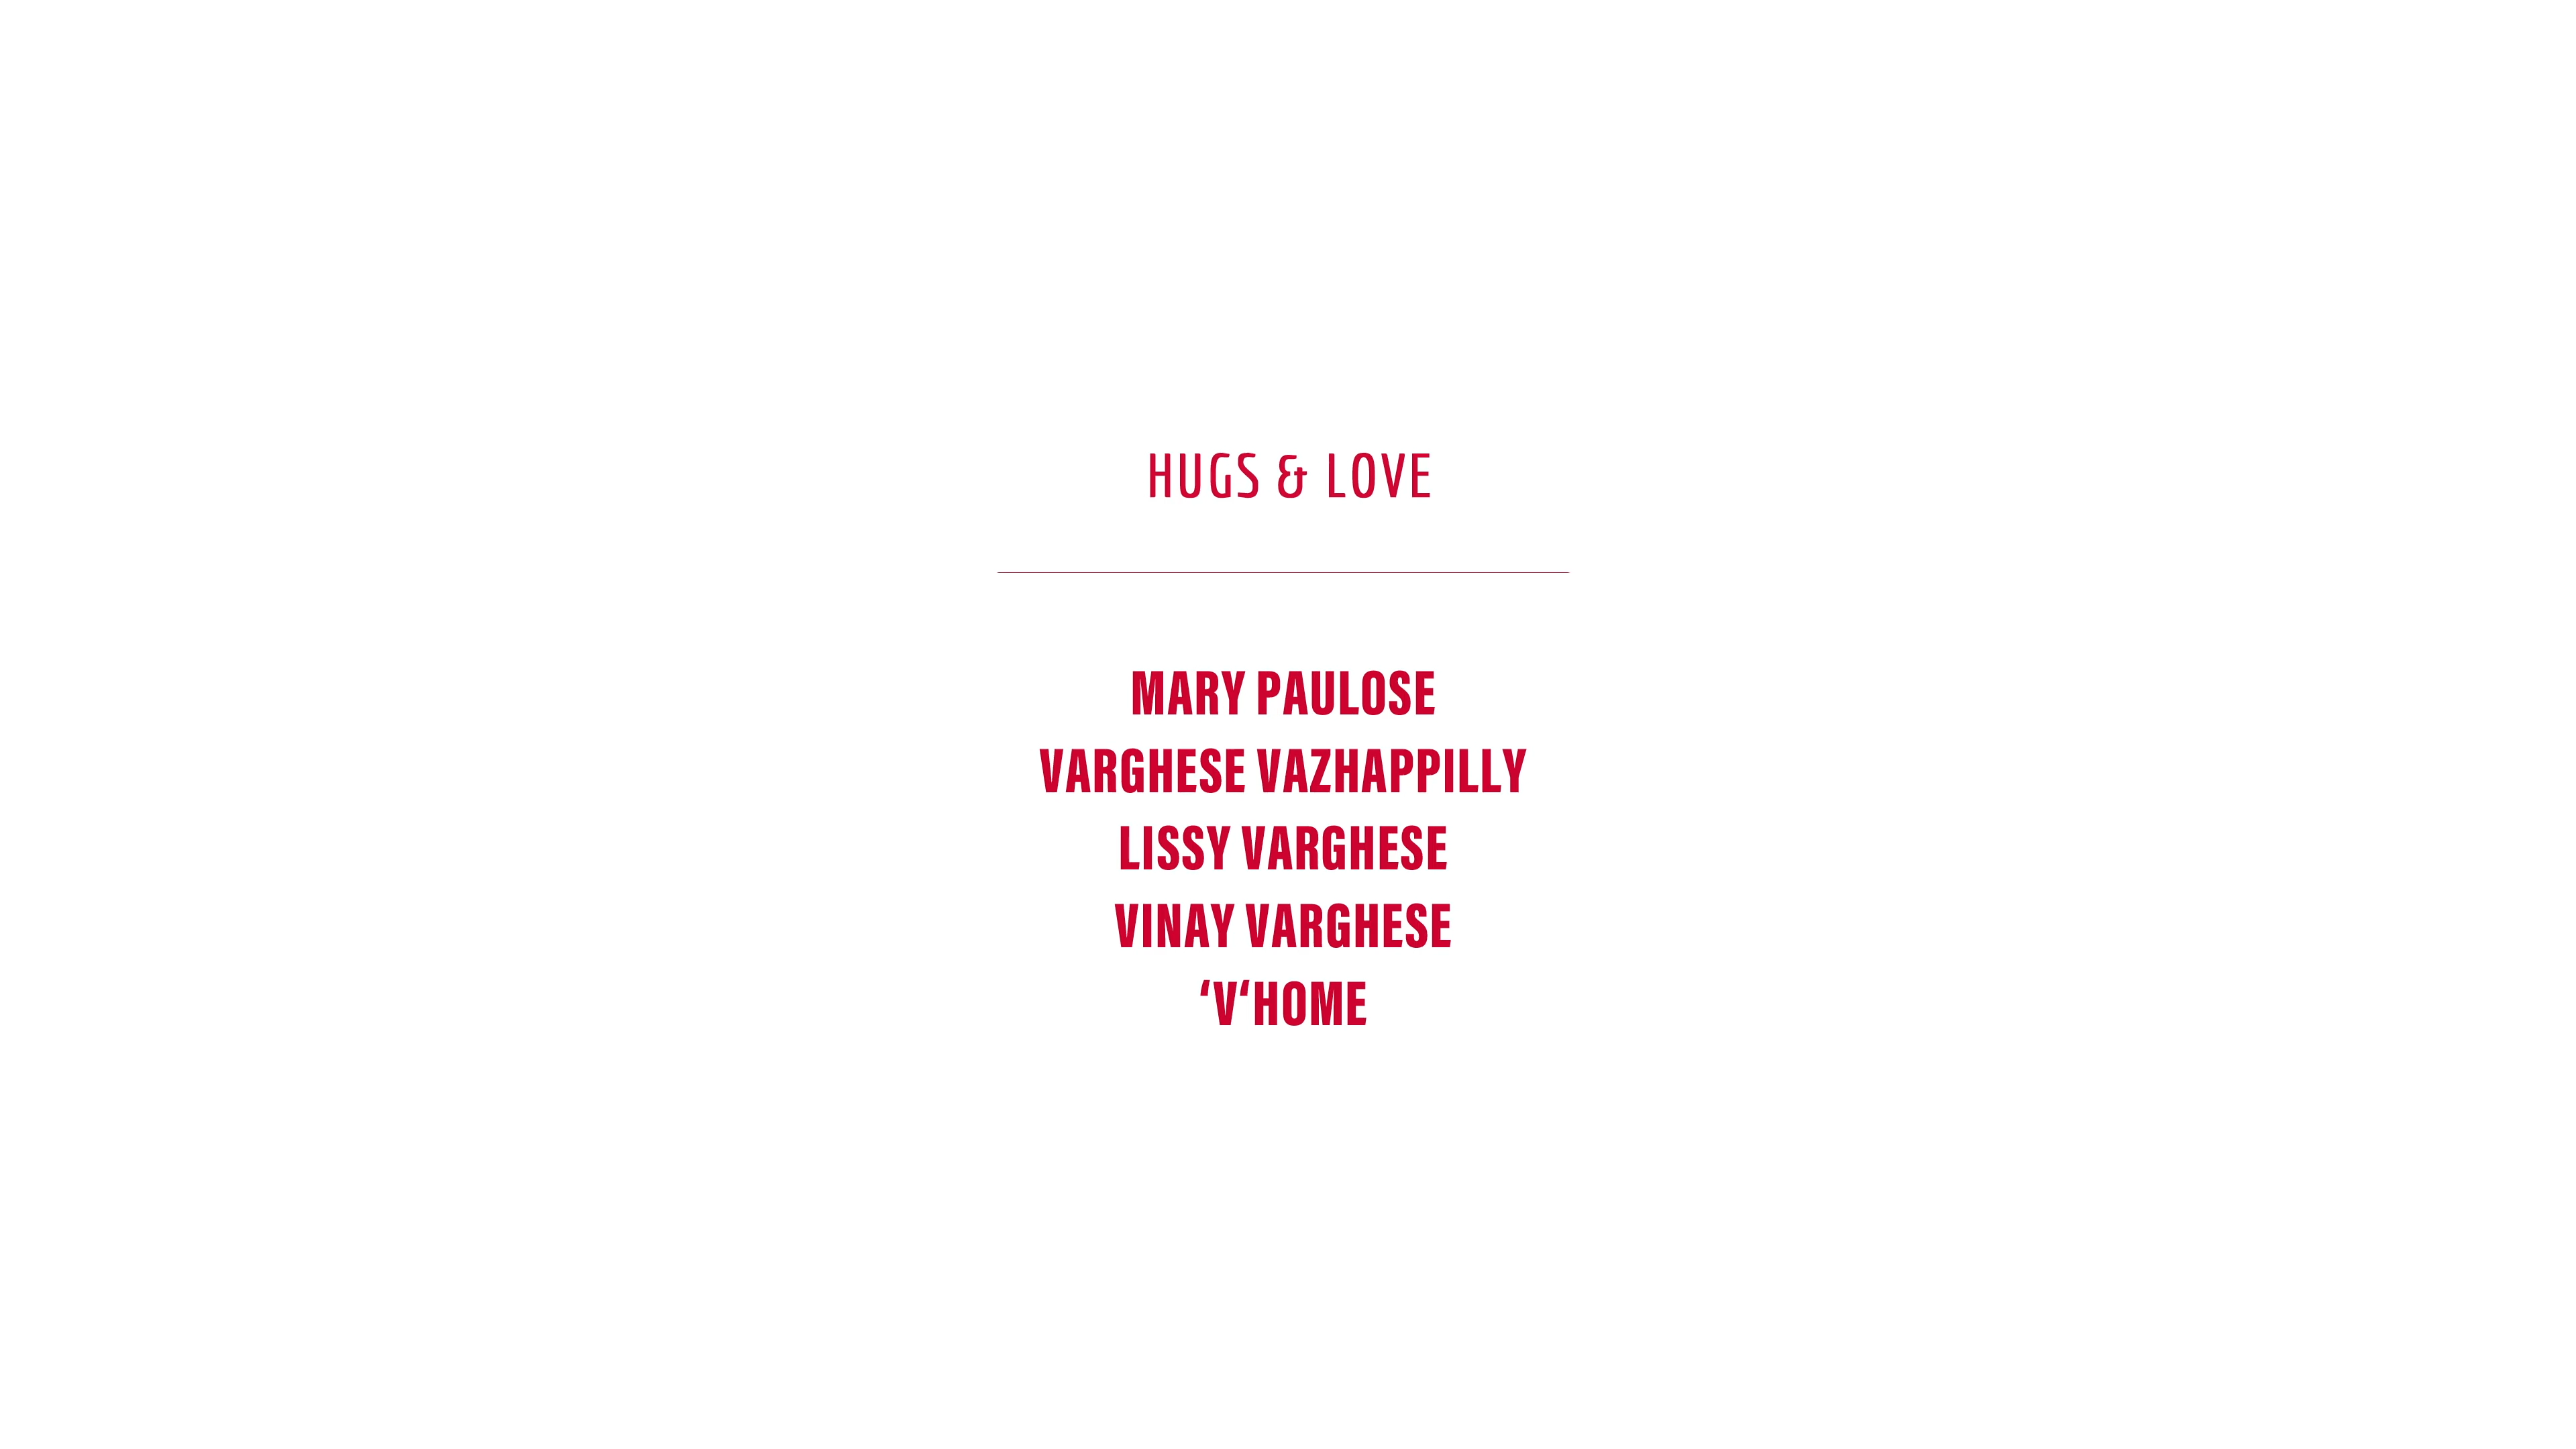 HUGS & LOVE
MARY PAULOSE
VARGHESE VAZHAPPILLY
LISSY VARGHESE
VINAY VARGHESE
‘V‘HOME